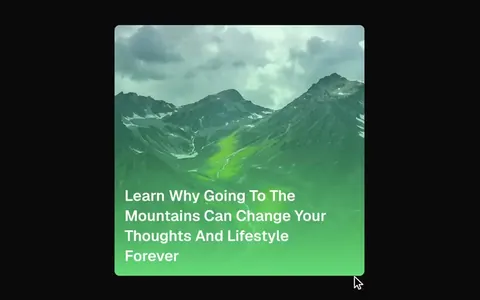 Learn Why Going To The
Mountains Can Change Your
Thoughts And Lifestyle
Forever